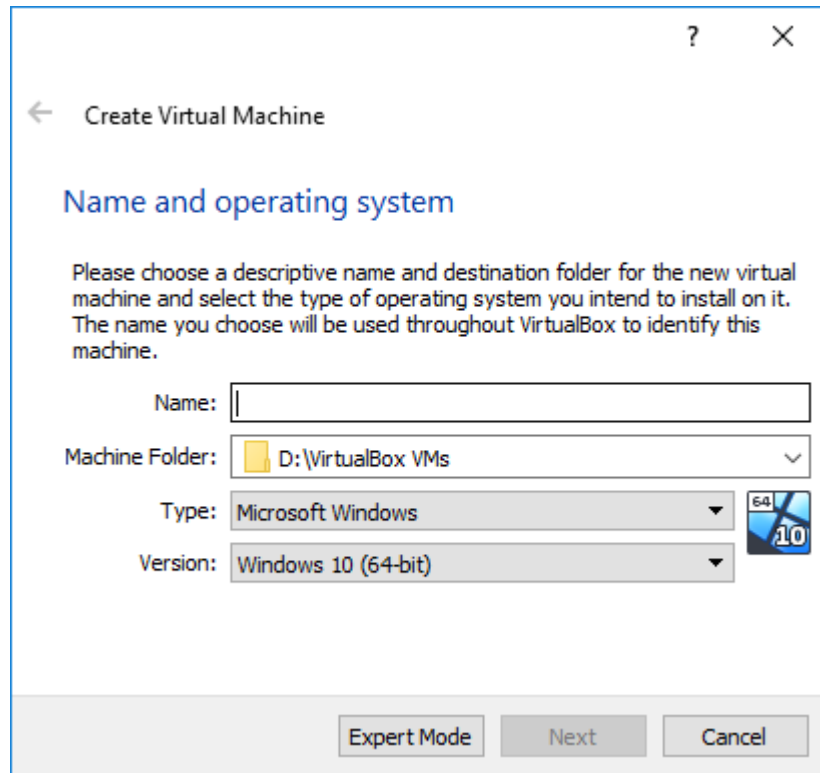 ?
Create Virtual Machine
Name and operating system
Please choose a descriptive name and destination folder for the new virtual
machine and select the type of operating system you intend to install on it.
The name you choose will be used throughout VirtualBox to identify this
machine.
Name:
Machine Folder: D:\VirtualBox VMs
Type: Microsoft Windows
64
10
Version: Windows 10 (64-bit)
Expert Mode Next Cancel